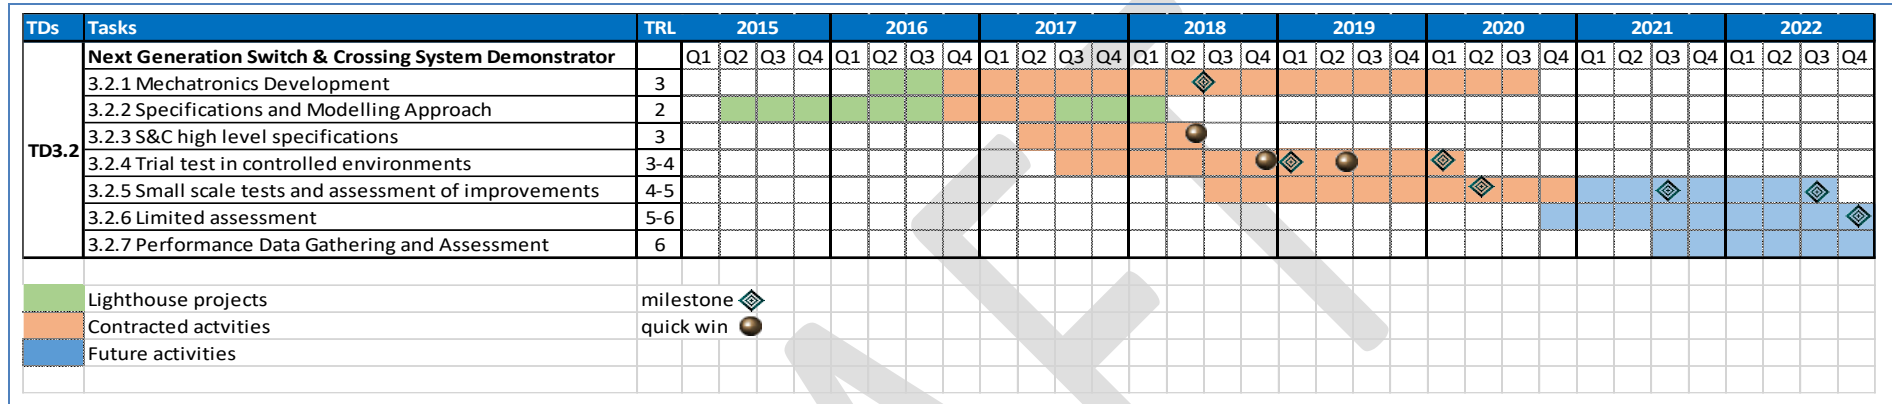 TDs Tasks TRL 2015 2016 2017 2018 2019 2020 2021 2022
Next Generation Switch & Crossing System Demonstrator Q1 Q2 Q3 Q4 Q1 Q2 Q3 Q4 Q1 Q2 Q3 Q4 Q1 Q2 Q3 Q4 Q1 Q2 Q3 Q4 Q1 Q2 Q3 Q4 Q1 Q2 Q3 Q4 Q1 Q2 Q3 Q4
3.2.1 Mechatronics Development 3
3.2.2 Specifications and Modelling Approach 2
3.2.3 S&C high level specifications 3
TD3.2
3.2.4 Trial test in controlled environments 3-4
3.2.5 Small scale tests and assessment of improvements 4-5
3.2.6 Limited assessment 5-6
3.2.7 Performance Data Gathering and Assessment 6
Lighthouse projects milestone
Contracted actvities quick win
Future activities